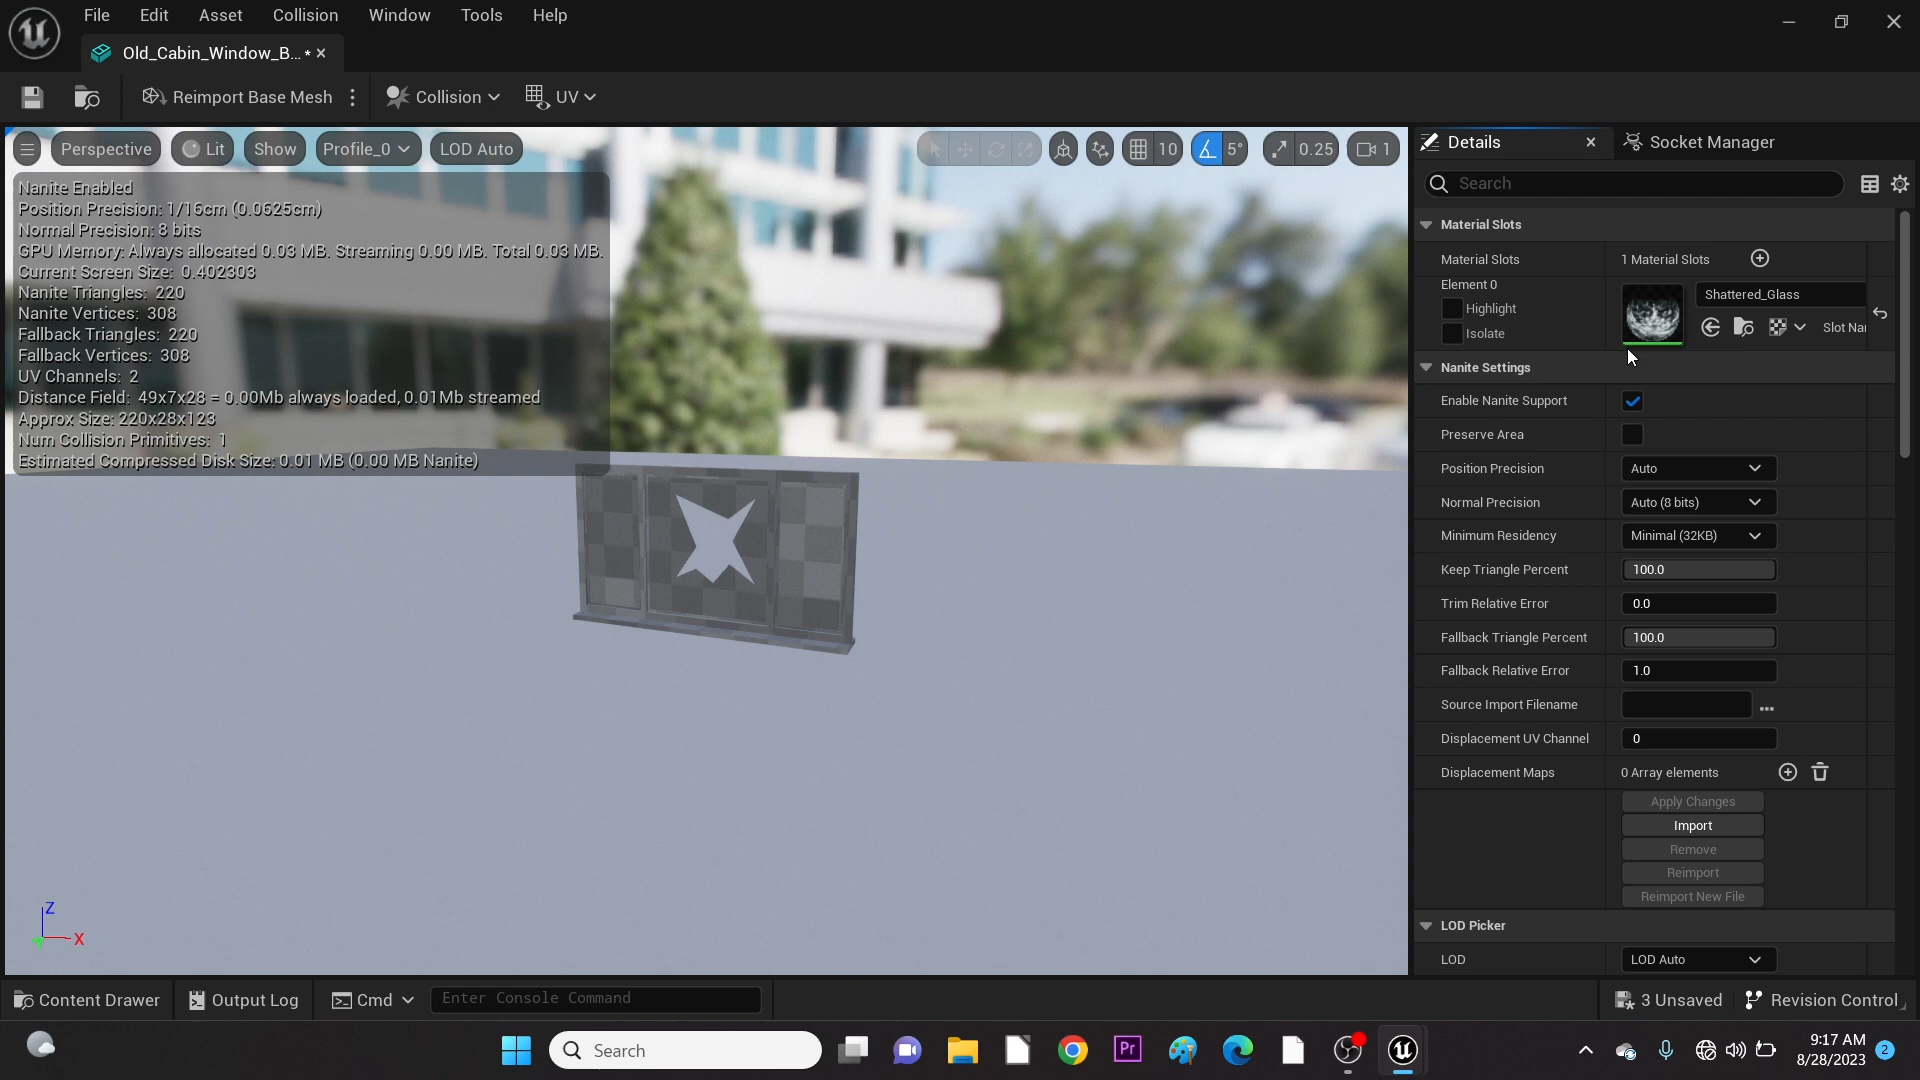 File Edit Asset Collision Window Tools Help
Old_Cabin_Window_B... •
Reimport Base Mesh Collision UV
Perspective Lit Show Profile_0 LOD Auto 10 5° 0.25 1
Nanite Enabled
Position Precision: 1/16cm (0.0625cm)
Normal Precision: 8 bits
GPU Memory: Always allocated 0.03 MB. Streaming 0.00 MB. Total 0.03 MB.
Current Screen Size: 0.402303
Nanite Triangles: 220
Nanite Vertices: 308
Fallback Triangles: 220
Fallback Vertices: 308
UV Channels: 2
Distance Field: 49x7x28 = 0.00Mb always loaded, 0.01Mb streamed
Approx Size: 220x28x123
Num Collision Primitives: 1
Estimated Compressed Disk Size: 0.01 MB (0.00 MB Nanite)
Z
X
Details Socket Manager
Search
Material Slots
Material Slots 1 Material Slots
Element 0
Highlight
Isolate
Shattered_Glass
Slot Nar
Nanite Settings
Enable Nanite Support
Preserve Area
Position Precision Auto
Normal Precision Auto (8 bits)
Minimum Residency Minimal (32KB)
Keep Triangle Percent 100.0
Trim Relative Error 0.0
Fallback Triangle Percent 100.0
Fallback Relative Error 1.0
Source Import Filename ...
Displacement UV Channel 0
Displacement Maps 0 Array elements
Apply Changes
Import
Remove
Reimport
Reimport New File
LOD Picker
LOD LOD Auto
Content Drawer Output Log Cmd Enter Console Command 3 Unsaved Revision Control
Search Pr 9:17 AM
8/28/2023 2